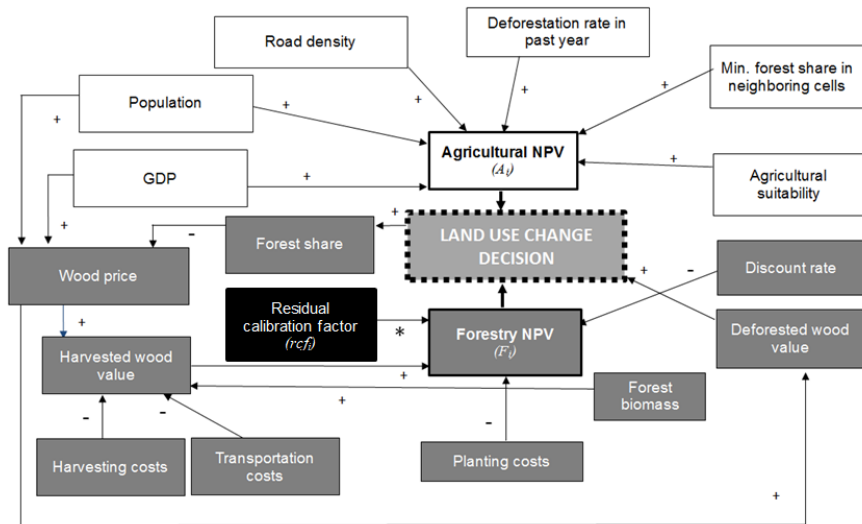 Road density
Deforestation rate in
past year
Min. forest share in
neighboring cells
Population
+
+
+
+
+
Agricultural NPV
(At)
GDP
+
+
Agricultural
suitability
+
+
-
Forest share
LAND USE CHANGE
DECISION
Wood price
+
-
Discount rate
Residual
calibration factor
(rcfi)
*
Forestry NPV
(Ft)
Deforested wood
value
+
Harvested wood
value
+
+
Forest
biomass
-
-
-
Harvesting costs
Transportation
costs
Planting costs
+